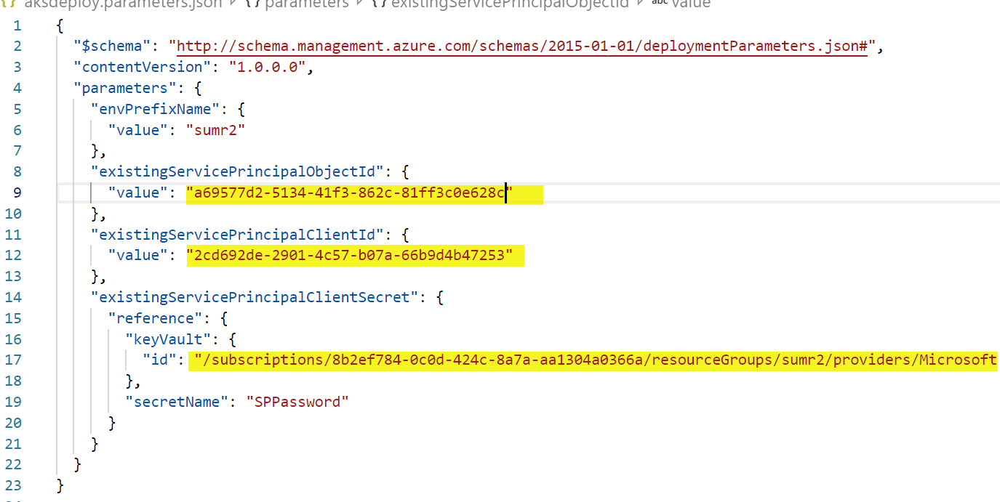 {} aksdeploy.parameters.json > {} parameters > {} existingServicePrincipalObjectId > abc value
1 {
2 "$schema": "http://schema.management.azure.com/schemas/2015-01-01/deploymentParameters.json#",
3 "contentVersion": "1.0.0.0",
4 "parameters": {
5 "envPrefixName": {
6 "value": "sumr2"
7 },
8 "existingServicePrincipalObjectId": {
9 "value": "a69577d2-5134-41f3-862c-81ff3c0e628c"
10 },
11 "existingServicePrincipalClientId": {
12 "value": "2cd692de-2901-4c57-b07a-66b9d4b47253"
13 },
14 "existingServicePrincipalClientSecret": {
15 "reference": {
16 "keyVault": {
17 "id": "/subscriptions/8b2ef784-0c0d-424c-8a7a-aa1304a0366a/resourceGroups/sumr2/providers/Microsoft
18 },
19 "secretName": "SPPassword"
20 }
21 }
22 }
23 }